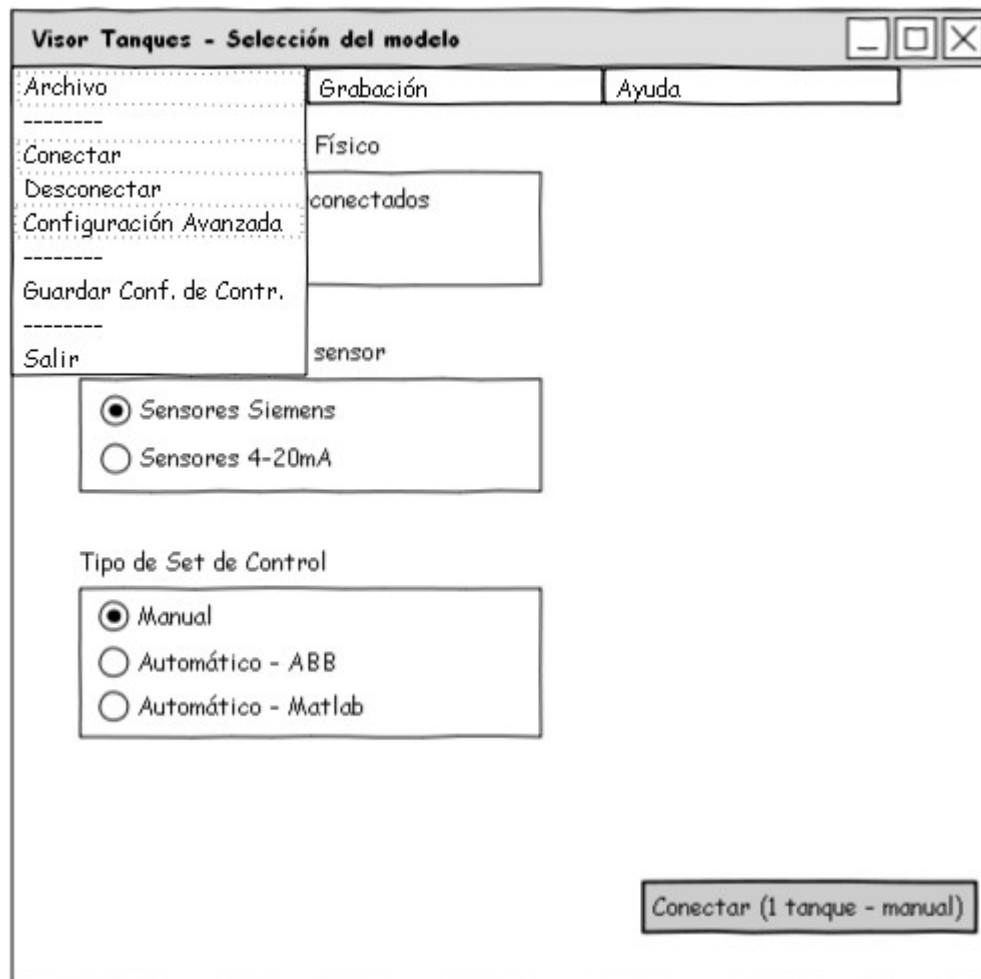 Visor Tanques - Selección del modelo
Archivo
Grabación
Ayuda
--------
Conectar
Desconectar
Configuración Avanzada
--------
Guardar Conf. de Contr.
--------
Salir
Físico
conectados
sensor
Sensores Siemens
Sensores 4-20mA
Tipo de Set de Control
Manual
Automático - ABB
Automático - Matlab
Conectar (1 tanque - manual)